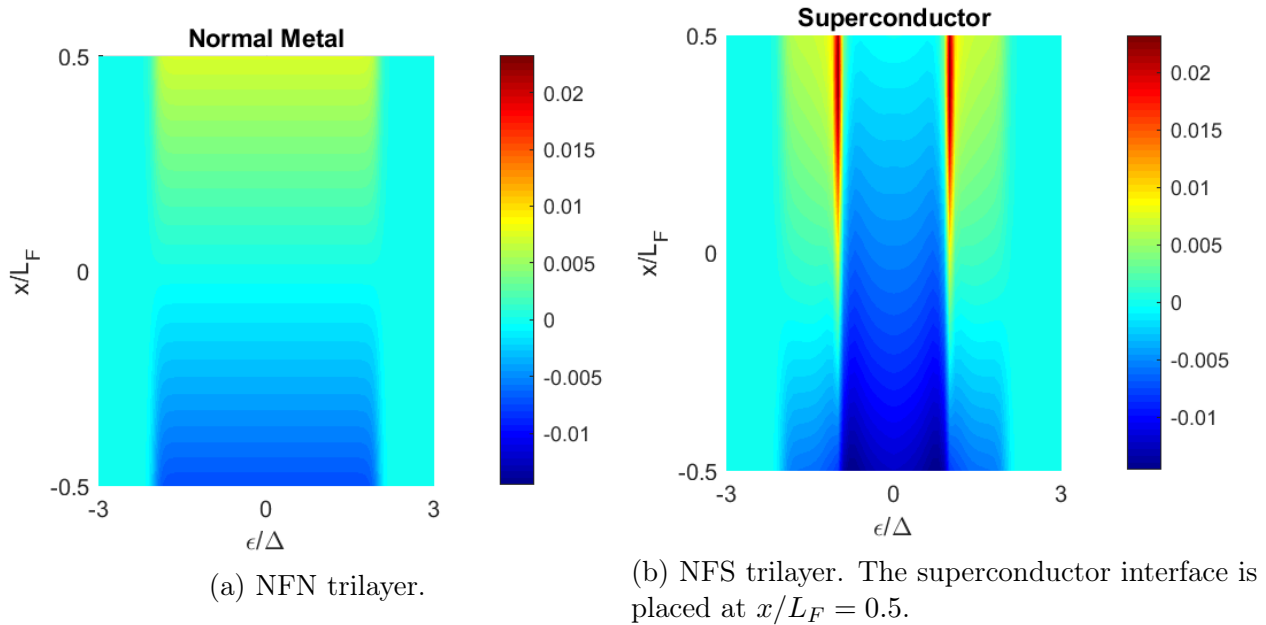 Normal Metal
0.5
0
-0.5
x/L_F
-3
0
3
ϵ/Δ
0.02
0.015
0.01
0.005
0
-0.005
-0.01
(a) NFN trilayer.
Superconductor
0.5
0
-0.5
x/L_F
-3
0
3
ϵ/Δ
0.02
0.015
0.01
0.005
0
-0.005
-0.01
(b) NFS trilayer. The superconductor interface is
placed at x/L_F = 0.5.